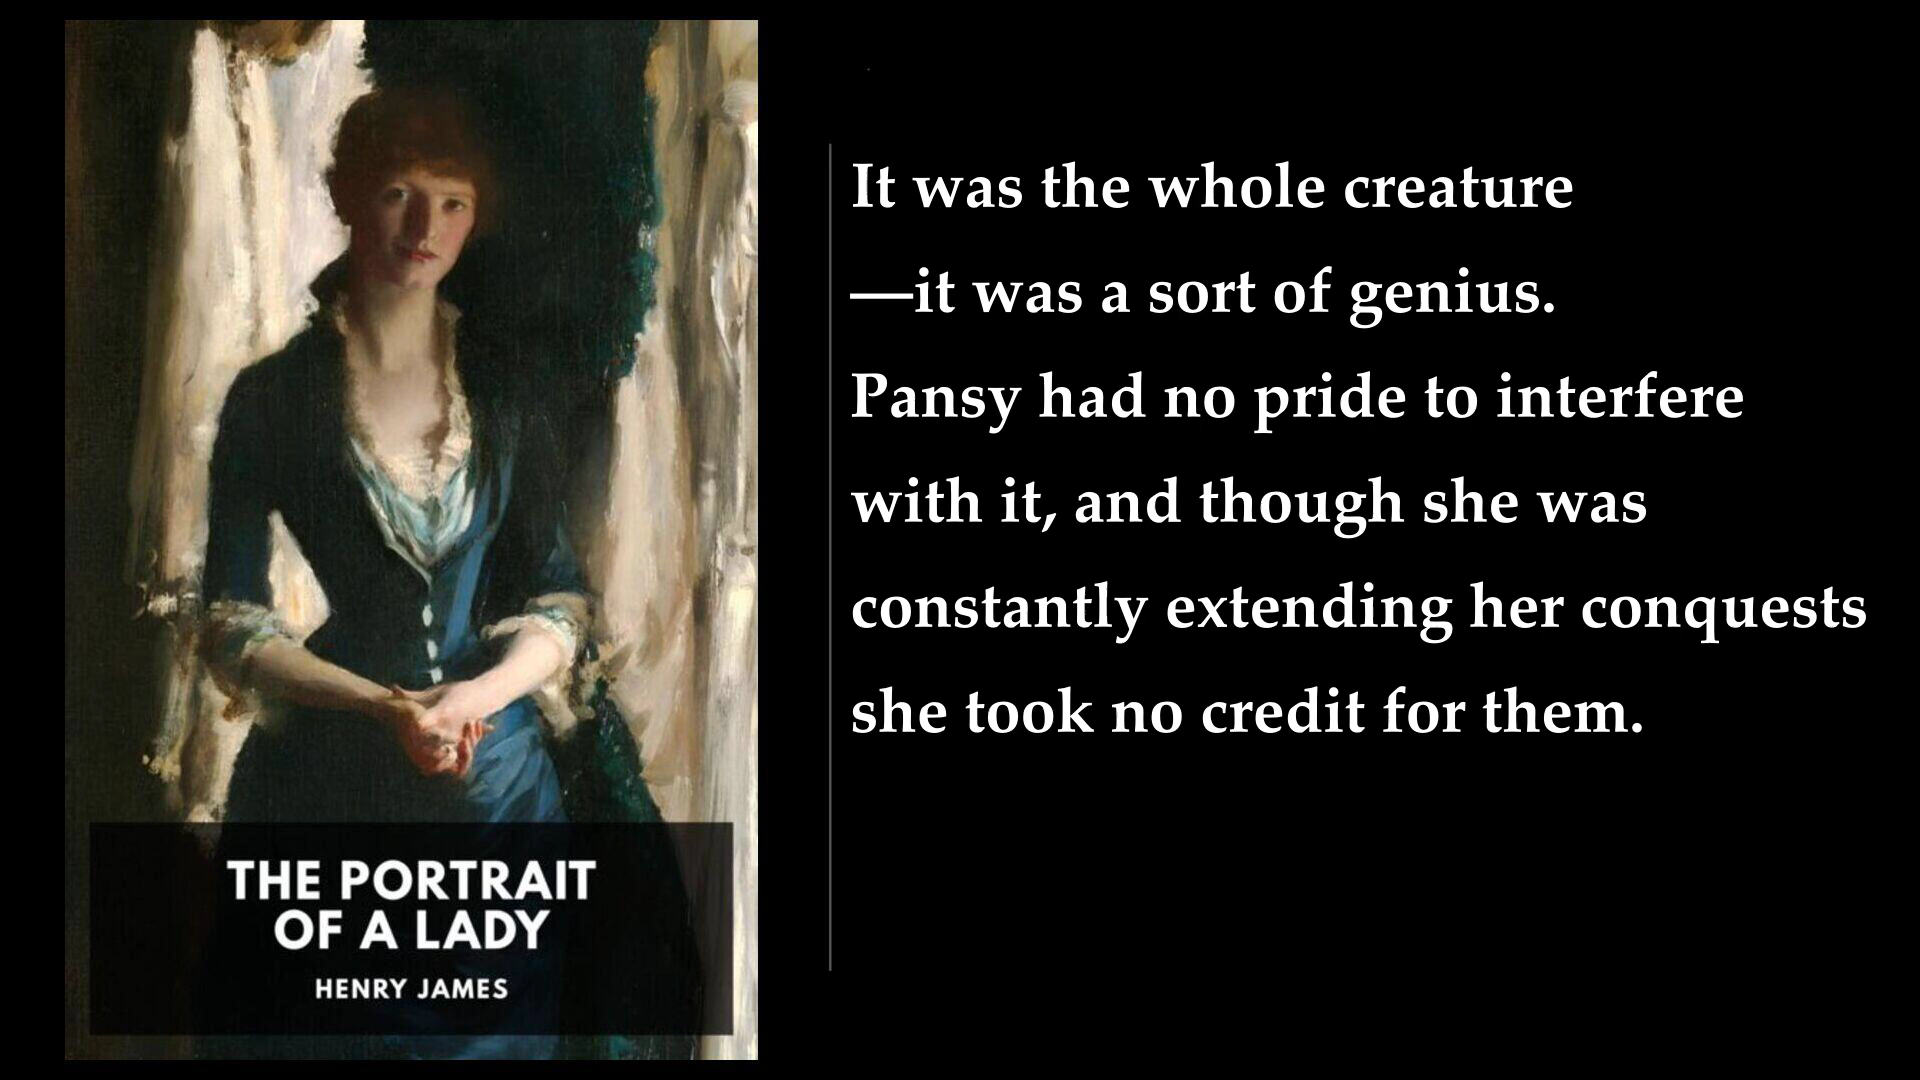 It was the whole creature
—it was a sort of genius.
Pansy had no pride to interfere
with it, and though she was
constantly extending her conquests
she took no credit for them.
THE PORTRAIT
OF A LADY
HENRY JAMES